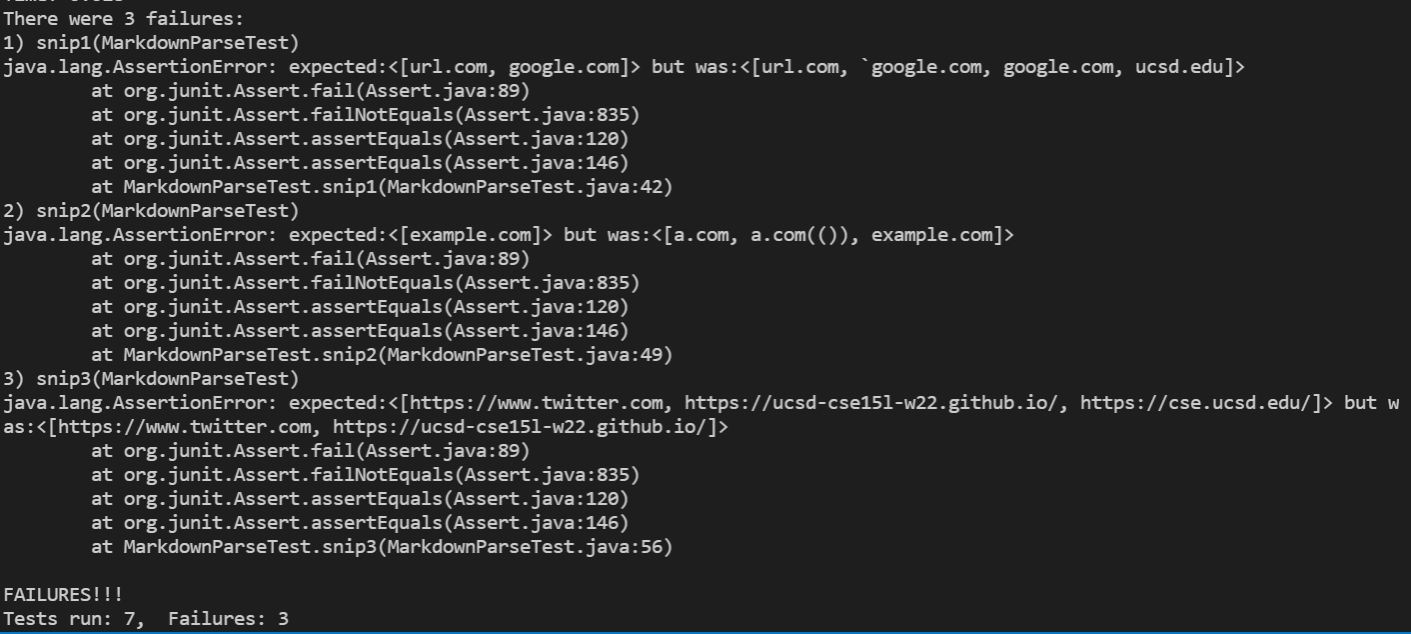 There were 3 failures:
1) snip1(MarkdownParseTest)
java.lang.AssertionError: expected:<[url.com, google.com]> but was:<[url.com, `google.com, google.com, ucsd.edu]>
        at org.junit.Assert.fail(Assert.java:89)
        at org.junit.Assert.failNotEquals(Assert.java:835)
        at org.junit.Assert.assertEquals(Assert.java:120)
        at org.junit.Assert.assertEquals(Assert.java:146)
        at MarkdownParseTest.snip1(MarkdownParseTest.java:42)
2) snip2(MarkdownParseTest)
java.lang.AssertionError: expected:<[example.com]> but was:<[a.com, a.com(()), example.com]>
        at org.junit.Assert.fail(Assert.java:89)
        at org.junit.Assert.failNotEquals(Assert.java:835)
        at org.junit.Assert.assertEquals(Assert.java:120)
        at org.junit.Assert.assertEquals(Assert.java:146)
        at MarkdownParseTest.snip2(MarkdownParseTest.java:49)
3) snip3(MarkdownParseTest)
java.lang.AssertionError: expected:<[https://www.twitter.com, https://ucsd-cse15l-w22.github.io/, https://cse.ucsd.edu/]> but w
as:<[https://www.twitter.com, https://ucsd-cse15l-w22.github.io/]>
        at org.junit.Assert.fail(Assert.java:89)
        at org.junit.Assert.failNotEquals(Assert.java:835)
        at org.junit.Assert.assertEquals(Assert.java:120)
        at org.junit.Assert.assertEquals(Assert.java:146)
        at MarkdownParseTest.snip3(MarkdownParseTest.java:56)

FAILURES!!!
Tests run: 7,  Failures: 3